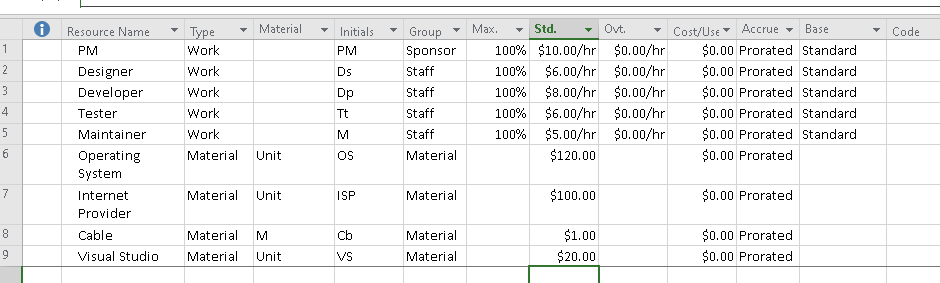 Resource Name Type Material Initials Group Max. Std. Ovt. Cost/Use Accrue Base Code
1 PM Work PM Sponsor 100% $10.00/hr $0.00/hr $0.00 Prorated Standard
2 Designer Work Ds Staff 100% $6.00/hr $0.00/hr $0.00 Prorated Standard
3 Developer Work Dp Staff 100% $8.00/hr $0.00/hr $0.00 Prorated Standard
4 Tester Work Tt Staff 100% $6.00/hr $0.00/hr $0.00 Prorated Standard
5 Maintainer Work M Staff 100% $5.00/hr $0.00/hr $0.00 Prorated Standard
6 Operating Material Unit OS Material $120.00 $0.00 Prorated
System
7 Internet Material Unit ISP Material $100.00 $0.00 Prorated
Provider
8 Cable Material M Cb Material $1.00 $0.00 Prorated
9 Visual Studio Material Unit VS Material $20.00 $0.00 Prorated